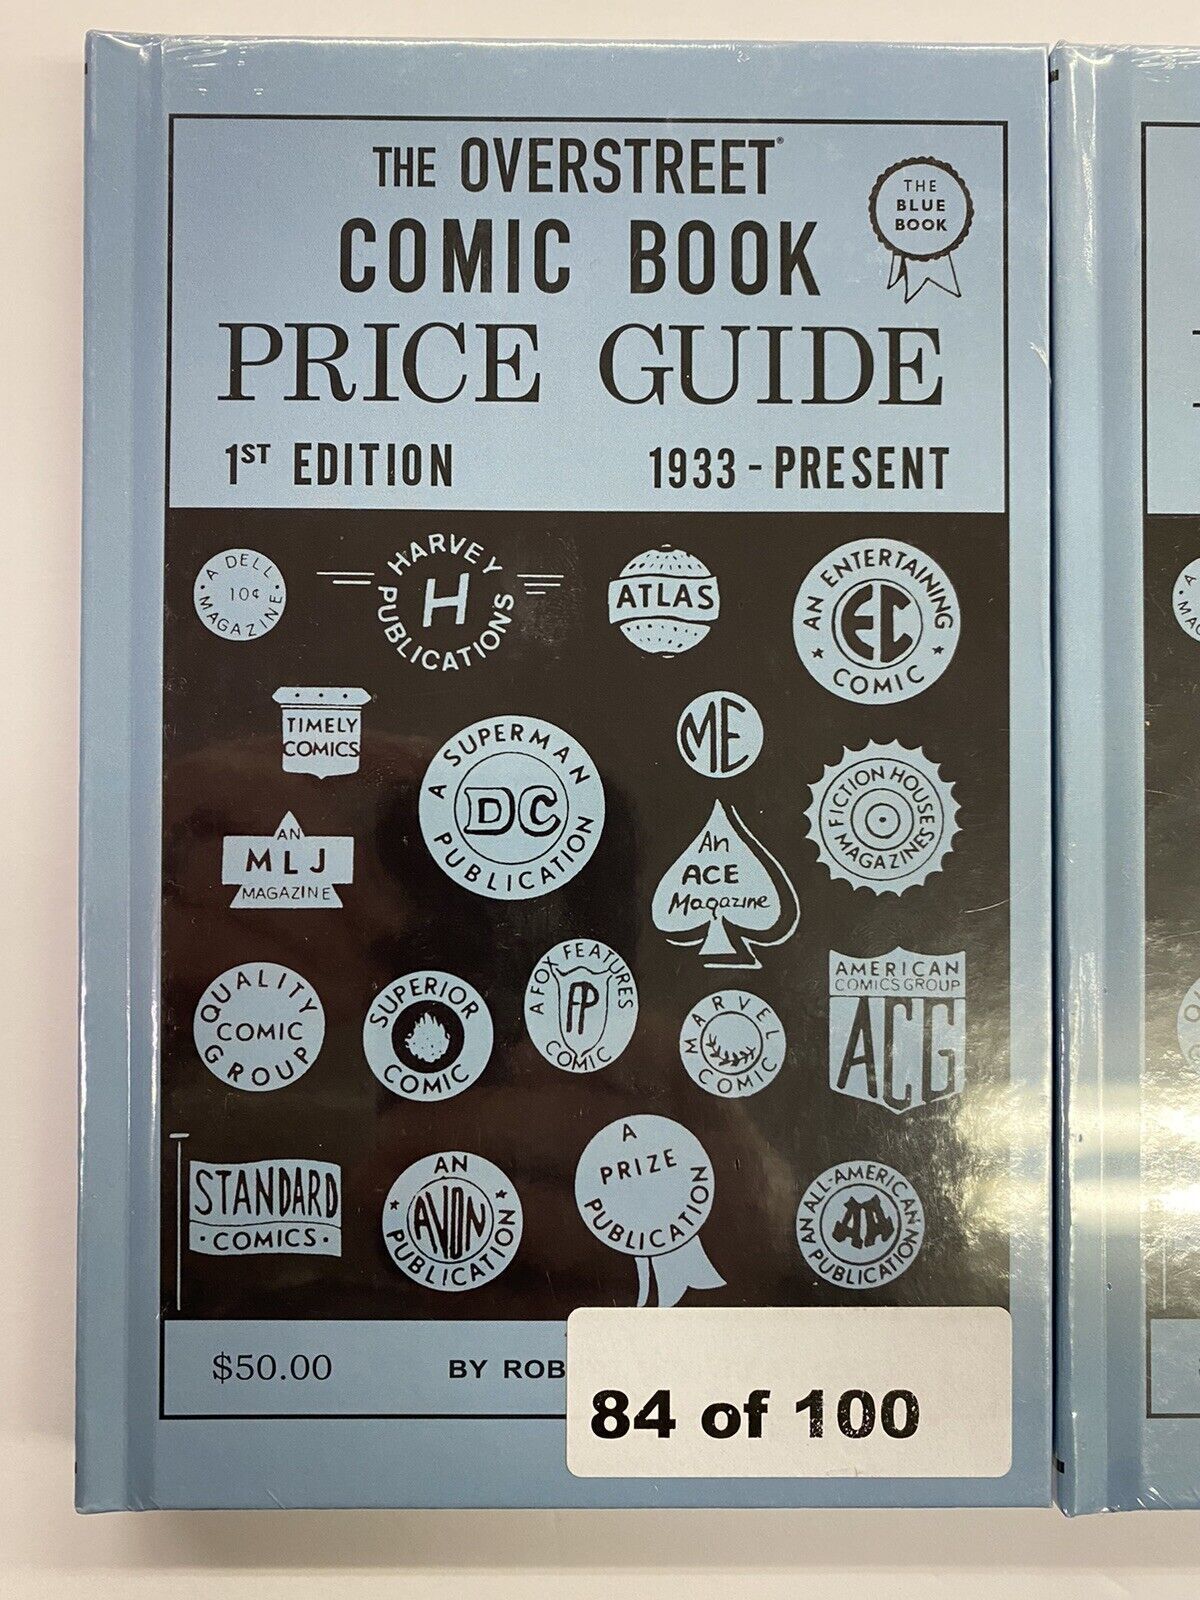 THE OVERSTREET®
COMIC BOOK
PRICE GUIDE
THE
BLUE
BOOK
1ST EDITION 1933 - PRESENT
A DELL
10¢
MAGAZINE
HARVEY
H
PUBLICATIONS
ATLAS
AN ENTERTAINING
EC
COMIC
TIMELY
COMICS
A SUPERMAN
DC
PUBLICATION
ME
FICTION HOUSE
MAGAZINES
AN
MLJ
MAGAZINE
An
ACE
Magazine
QUALITY
COMIC
GROUP
SUPERIOR
COMIC
A FOX FEATURES
FP
COMIC
MARVEL
COMIC
AMERICAN
COMICS GROUP
ACG
STANDARD
· COMICS ·
AN
AVON
PUBLICATION
A
PRIZE
PUBLICATION
AN ALL-AMERICAN
AA
PUBLICATION
$50.00 BY ROB
84 of 100